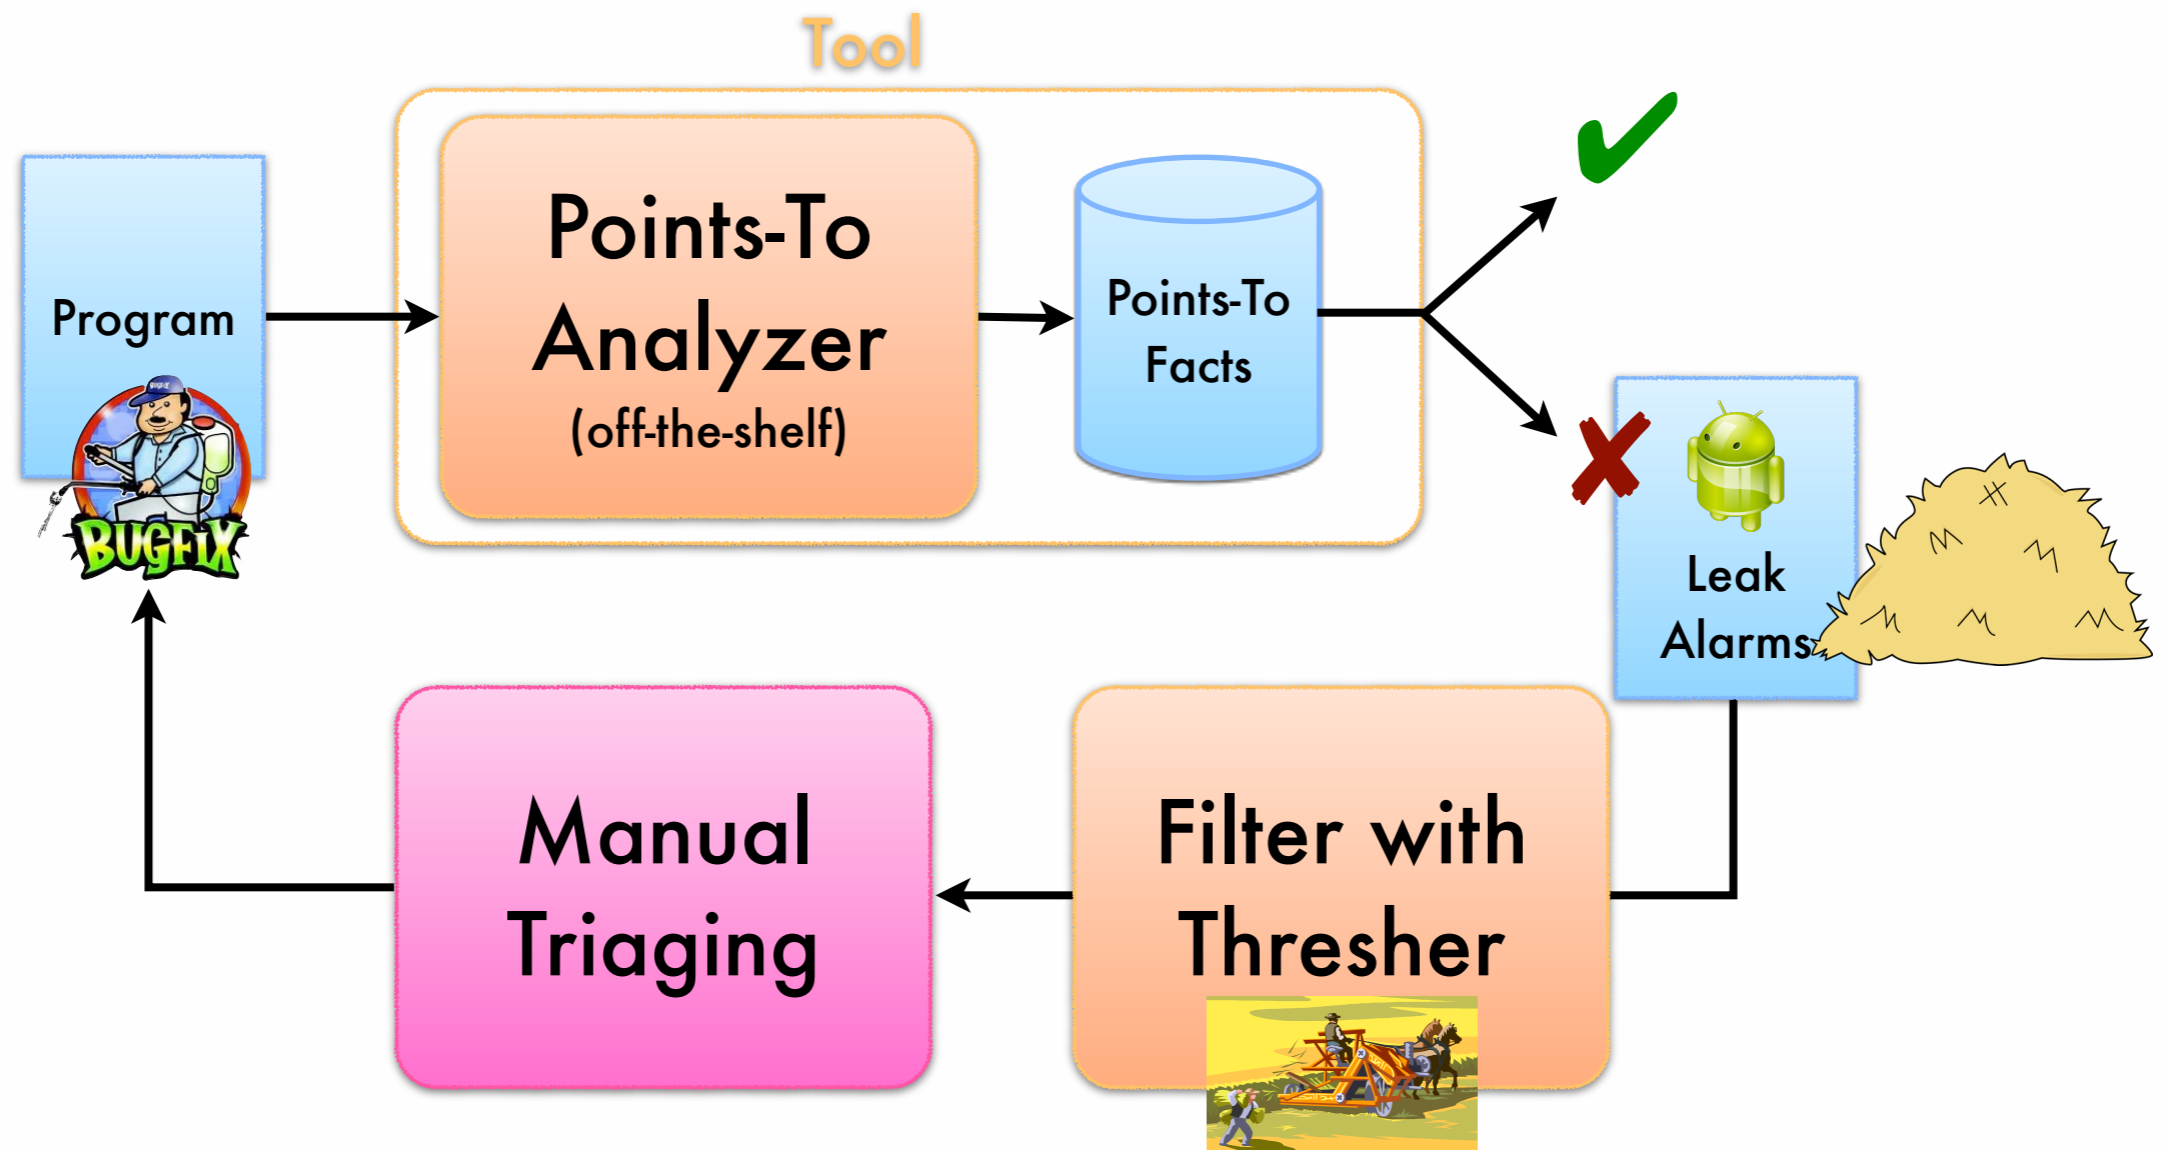 Tool
Program
BUGFIX
BUGFIX
Points-To
Analyzer
(off-the-shelf)
Points-To
Facts
Leak
Alarms
Manual
Triaging
Filter with
Thresher